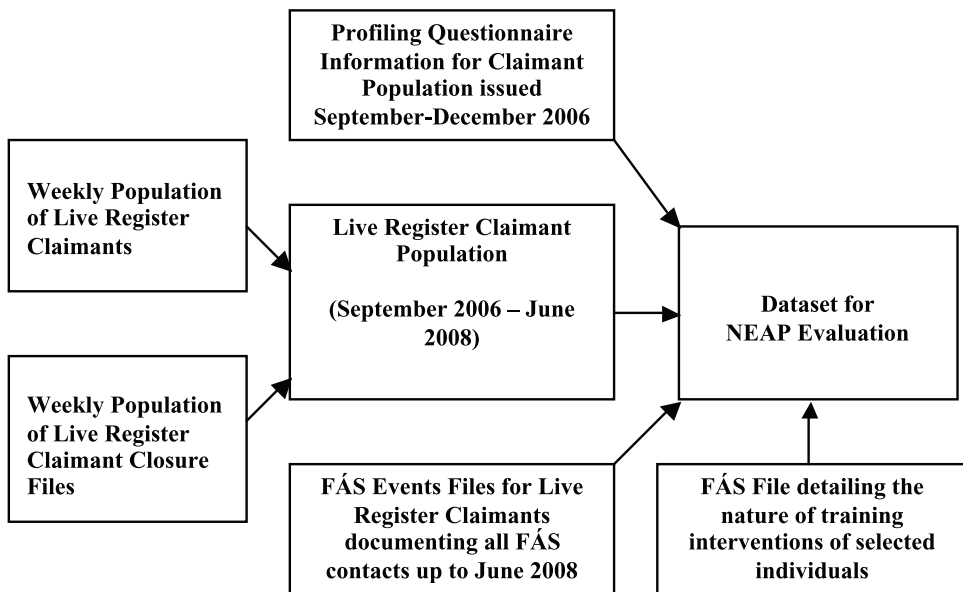 Profiling Questionnaire
Information for Claimant
Population issued
September-December 2006
Weekly Population
of Live Register
Claimants
Live Register Claimant
Population
(September 2006 – June
2008)
Dataset for
NEAP Evaluation
Weekly Population
of Live Register
Claimant Closure
Files
FÁS Events Files for Live
Register Claimants
documenting all FÁS
contacts up to June 2008
FÁS File detailing the
nature of training
interventions of selected
individuals